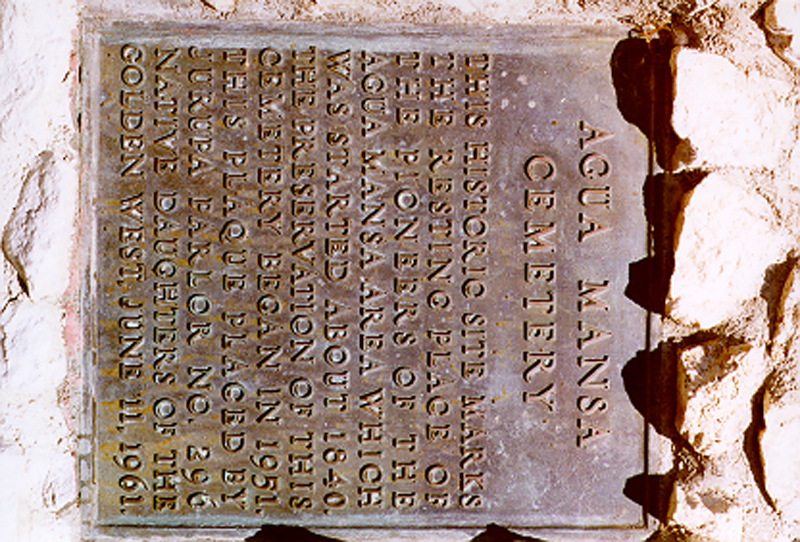 AGUA MANSA
CEMETERY
THIS HISTORIC SITE MARKS
THE RESTING PLACE OF
THE PIONEERS OF THE
AGUA MANSA AREA WHICH
WAS STARTED ABOUT 1840.
THE PRESERVATION OF THIS
CEMETERY BEGAN IN 1951.
THIS PLAQUE PLACED BY
JURUPA PARLOR NO. 296
NATIVE DAUGHTERS OF THE
GOLDEN WEST, JUNE 11, 1961.